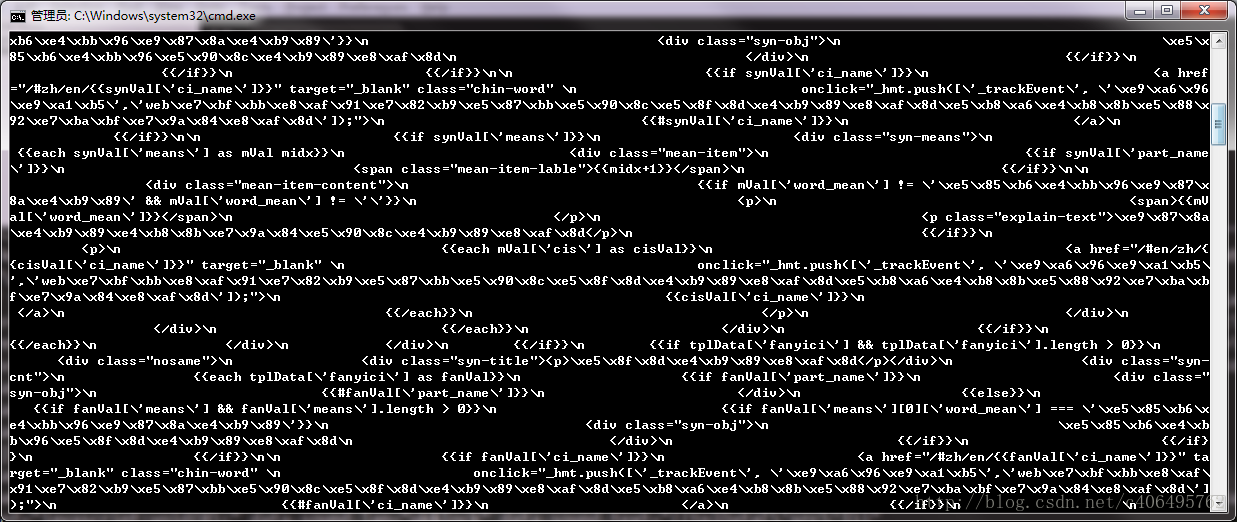 管理员: C:\Windows\system32\cmd.exe
xb6\xe4\xbb\x96\xe9\x87\x8a\xe4\xb9\x89\'}}\n <div class="syn-obj">\n \xe5\x
85\xb6\xe4\xbb\x96\xe5\x90\x8c\xe4\xb9\x89\xe8\xaf\x8d\n </div>\n {{/if}}\n
{{/if}}\n {{/if}}\n\n {{if synVal[\'ci_name\']}}\n <a href
="/#zh/en/{{synVal[\'ci_name\']}}" target="_blank" class="chin-word" \n onclick="_hmt.push([\'_trackEvent\', \'\xe9\xa6\x96
\xe9\xa1\xb5\',\'web\xe7\xbf\xbb\xe8\xaf\x91\xe7\x82\xb9\xe5\x87\xbb\xe5\x90\x8c\xe5\x8f\x8d\xe4\xb9\x89\xe8\xaf\x8d\xe5\xb8\xa6\xe4\xb8\x8b\xe5\x88\x
92\xe7\xba\xbf\xe7\x9a\x84\xe8\xaf\x8d\']);">\n {{#synVal[\'ci_name\']}}\n </a>\n
{{/if}}\n\n {{if synVal[\'means\']}}\n <div class="syn-means">\n
{{each synVal[\'means\'] as mVal midx}}\n <div class="mean-item">\n {{if synVal[\'part_name
\']}}\n <span class="mean-item-lable">{{midx+1}}</span>\n {{/if}}\n\n
<div class="mean-item-content">\n {{if mVal[\'word_mean\'] != \'\xe5\x85\xb6\xe4\xbb\x96\xe9\x87\x
8a\xe4\xb9\x89\' && mVal[\'word_mean\'] != \'\'}}\n <p>\n <span>{{mV
al[\'word_mean\']}}</span>\n </p>\n <p class="explain-text">\xe9\x87\x8a
\xe4\xb9\x89\xe4\xb8\x8b\xe7\x9a\x84\xe5\x90\x8c\xe4\xb9\x89\xe8\xaf\x8d</p>\n {{/if}}\n
<p>\n {{each mVal[\'cis\'] as cisVal}}\n <a href="/#en/zh/{
{cisVal[\'ci_name\']}}" target="_blank" \n onclick="_hmt.push([\'_trackEvent\', \'\xe9\xa6\x96\xe9\xa1\xb5\
',\'web\xe7\xbf\xbb\xe8\xaf\x91\xe7\x82\xb9\xe5\x87\xbb\xe5\x90\x8c\xe5\x8f\x8d\xe4\xb9\x89\xe8\xaf\x8d\xe5\xb8\xa6\xe4\xb8\x8b\xe5\x88\x92\xe7\xba\xb
f\xe7\x9a\x84\xe8\xaf\x8d\']);">\n {{cisVal[\'ci_name\']}}\n
</a>\n {{/each}}\n </p>\n </div>\n
</div>\n {{/each}}\n </div>\n {{/if}}\n
{{/each}}\n </div>\n </div>\n {{/if}}\n {{if tplData[\'fanyici\'] && tplData[\'fanyici\'].length > 0}}\n
<div class="nosame">\n <div class="syn-title"><p>\xe5\x8f\x8d\xe4\xb9\x89\xe8\xaf\x8d</p></div>\n <div class="syn-
cnt">\n {{each tplData[\'fanyici\'] as fanVal}}\n {{if fanVal[\'part_name\']}}\n <div class="
syn-obj">\n {{#fanVal[\'part_name\']}}\n </div>\n {{else}}\n
{{if fanVal[\'means\'] && fanVal[\'means\'].length > 0}}\n {{if fanVal[\'means\'][0][\'word_mean\'] === \'\xe5\x85\xb6\x
e4\xbb\x96\xe9\x87\x8a\xe4\xb9\x89\'}}\n <div class="syn-obj">\n \xe5\x85\xb6\xe4\xb
b\x96\xe5\x8f\x8d\xe4\xb9\x89\xe8\xaf\x8d\n </div>\n {{/if}}\n {{/if}
}\n {{/if}}\n\n {{if fanVal[\'ci_name\']}}\n <a href="/#zh/en/{{fanVal[\'ci_name\']}}" ta
rget="_blank" class="chin-word" \n onclick="_hmt.push([\'_trackEvent\', \'\xe9\xa6\x96\xe9\xa1\xb5\',\'web\xe7\xbf\xbb\xe8\xaf\
x91\xe7\x82\xb9\xe5\x87\xbb\xe5\x90\x8c\xe5\x8f\x8d\xe4\xb9\x89\xe8\xaf\x8d\xe5\xb8\xa6\xe4\xb8\x8b\xe5\x88\x92\xe7\xba\xbf\xe7\x9a\x84\xe8\xaf\x8d\'
]);">\n {{#fanVal[\'ci_name\']}}\n </a>\n {{/if}}\n